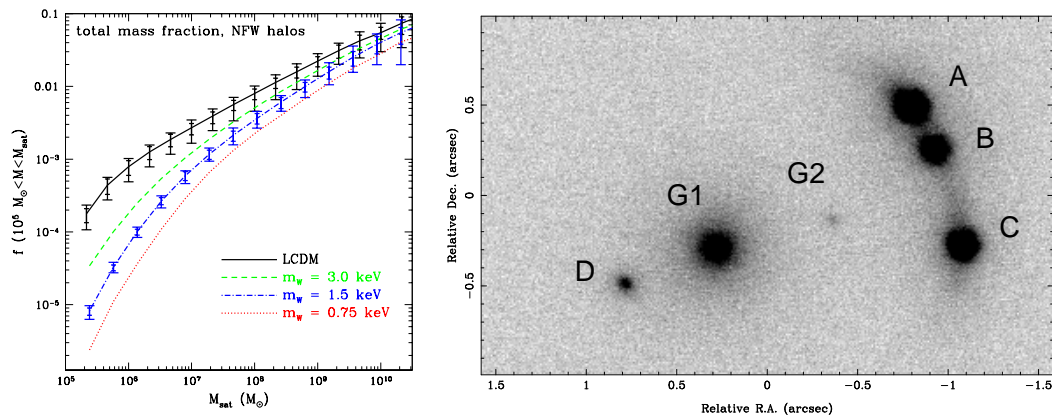 total mass fraction, NFW halos
f (10⁵ M☉<M<Mₛₐₜ)
0.1
0.01
10⁻³
10⁻⁴
10⁻⁵
LCDM
m_W = 3.0 keV
m_W = 1.5 keV
m_W = 0.75 keV
10⁵ 10⁶ 10⁷ 10⁸ 10⁹ 10¹⁰
Mₛₐₜ (M☉)
A
B
G2
G1
C
D
Relative Dec. (arcsec)
0.5
0
−0.5
1.5 1 0.5 0 −0.5 −1 −1.5
Relative R.A. (arcsec)